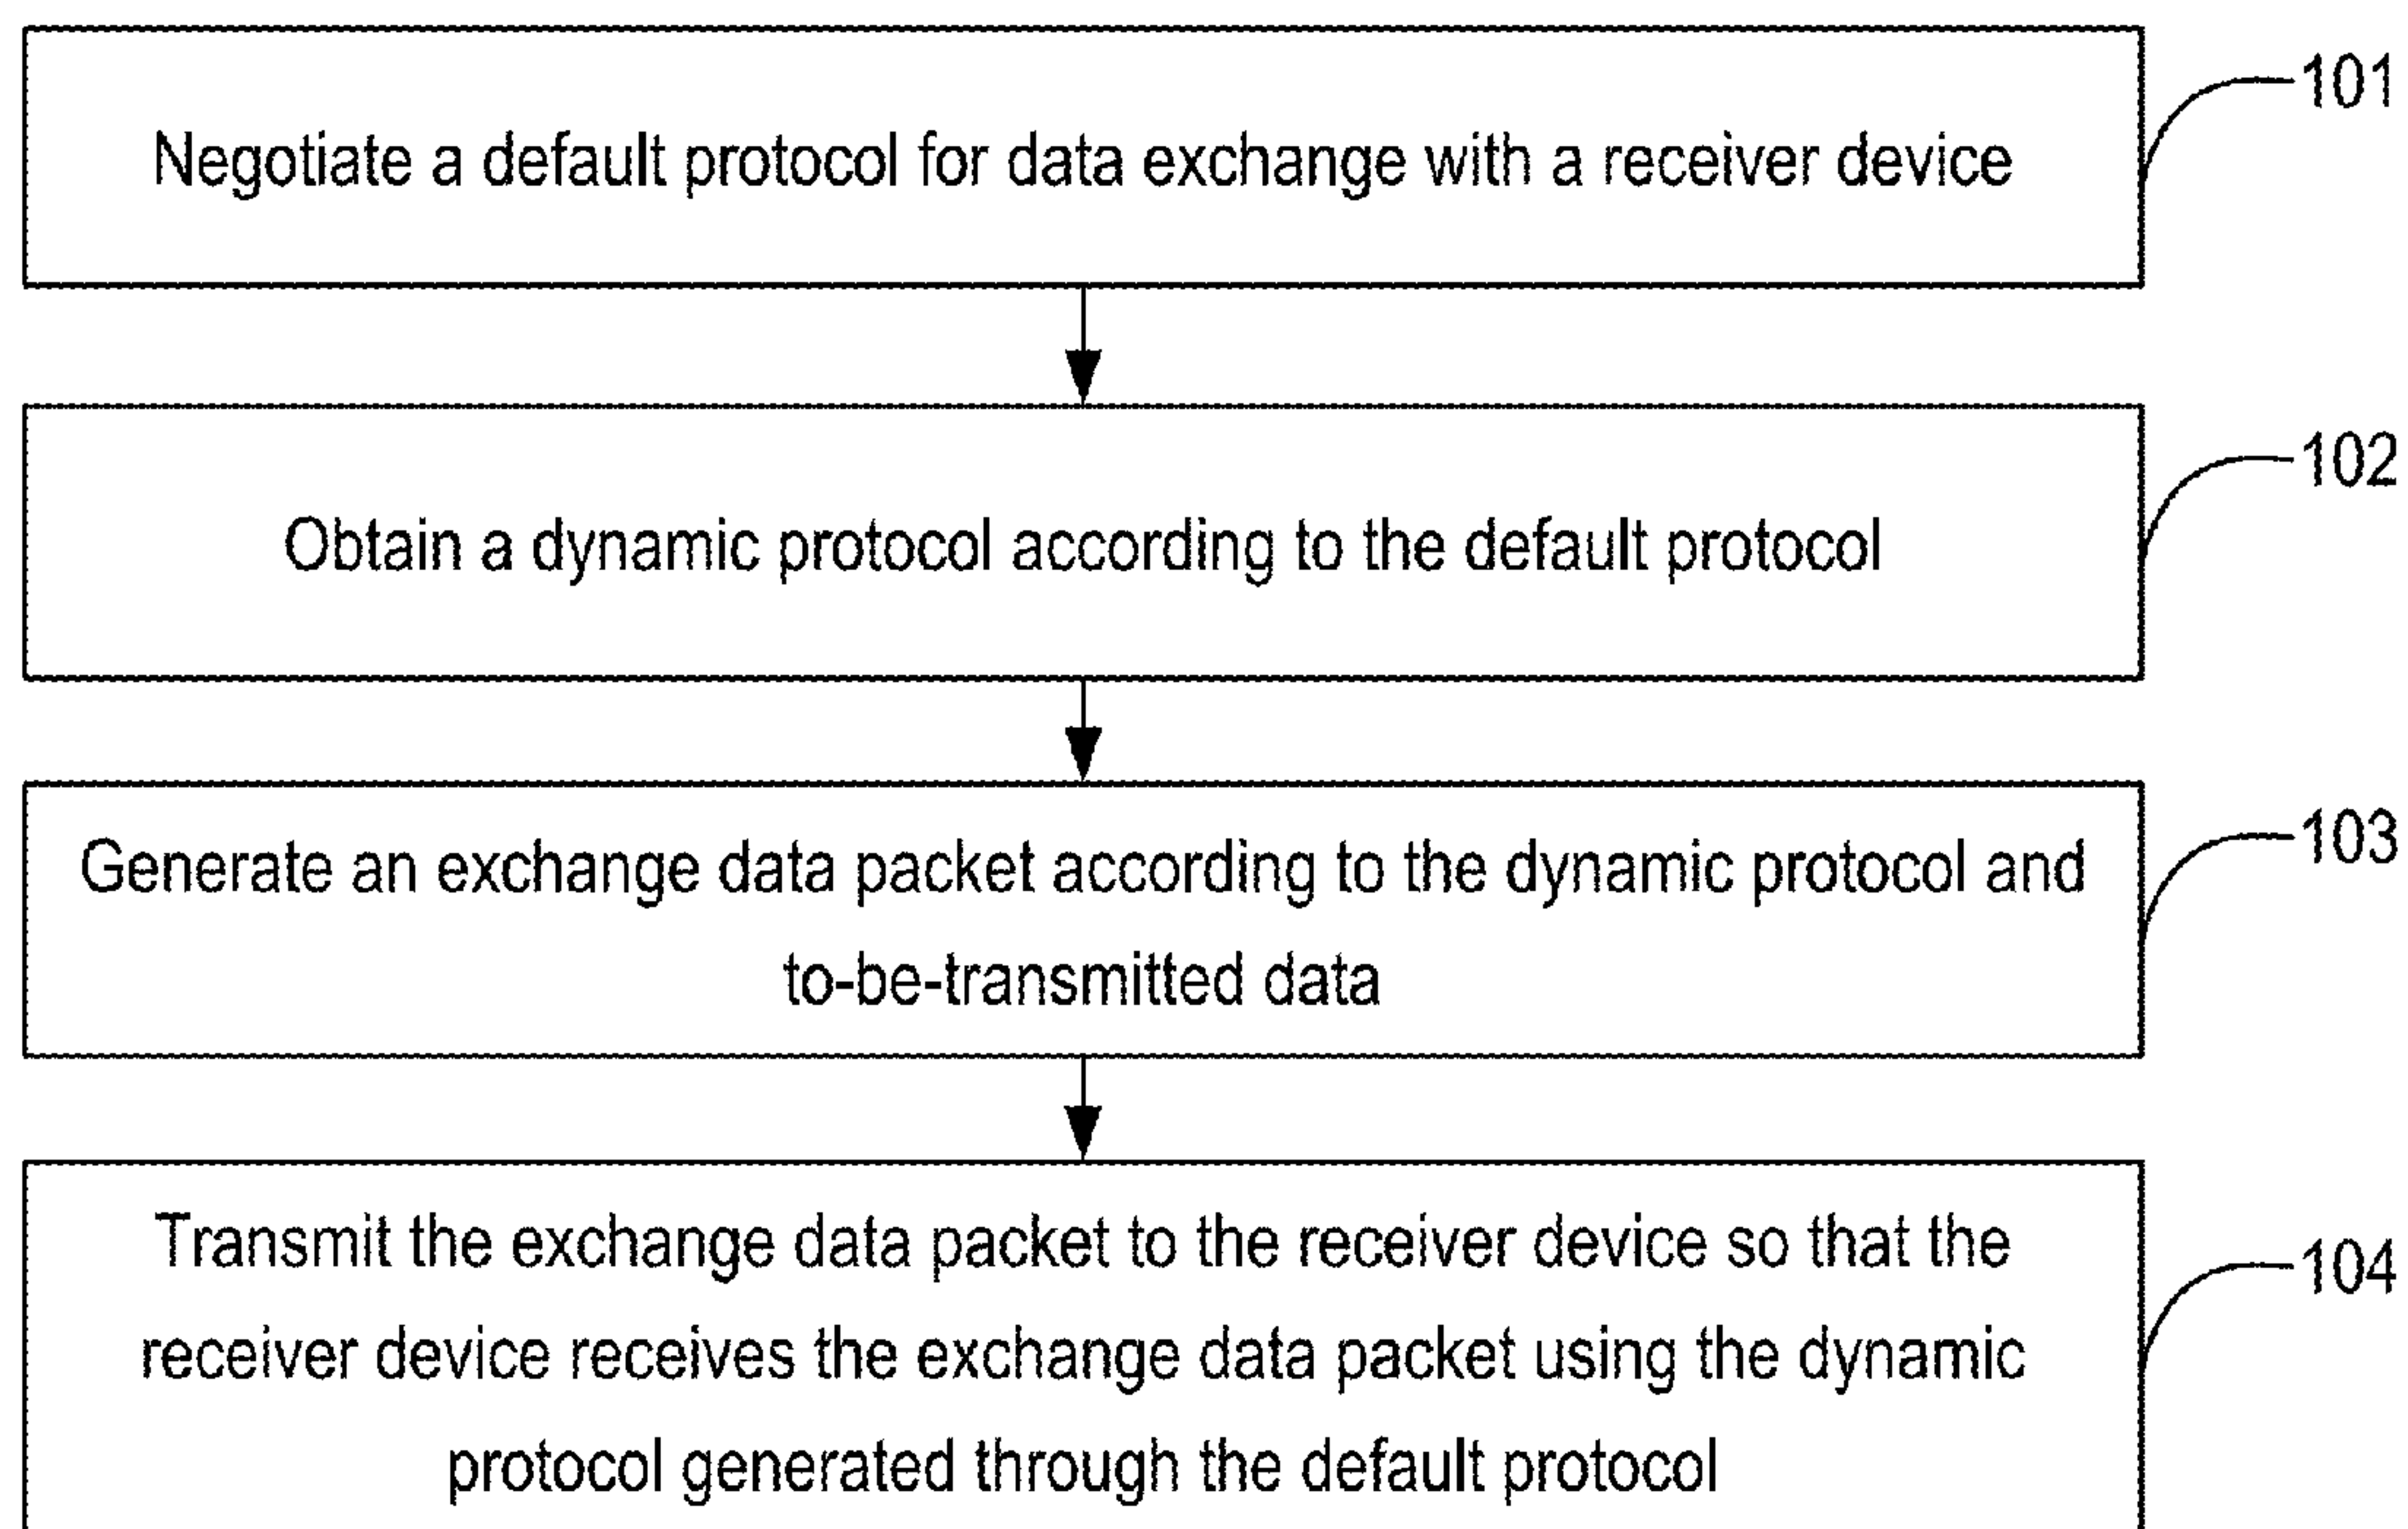 Negotiate a default protocol for data exchange with a receiver device
101
Obtain a dynamic protocol according to the default protocol
102
Generate an exchange data packet according to the dynamic protocol and
to-be-transmitted data
103
Transmit the exchange data packet to the receiver device so that the
receiver device receives the exchange data packet using the dynamic
protocol generated through the default protocol
104